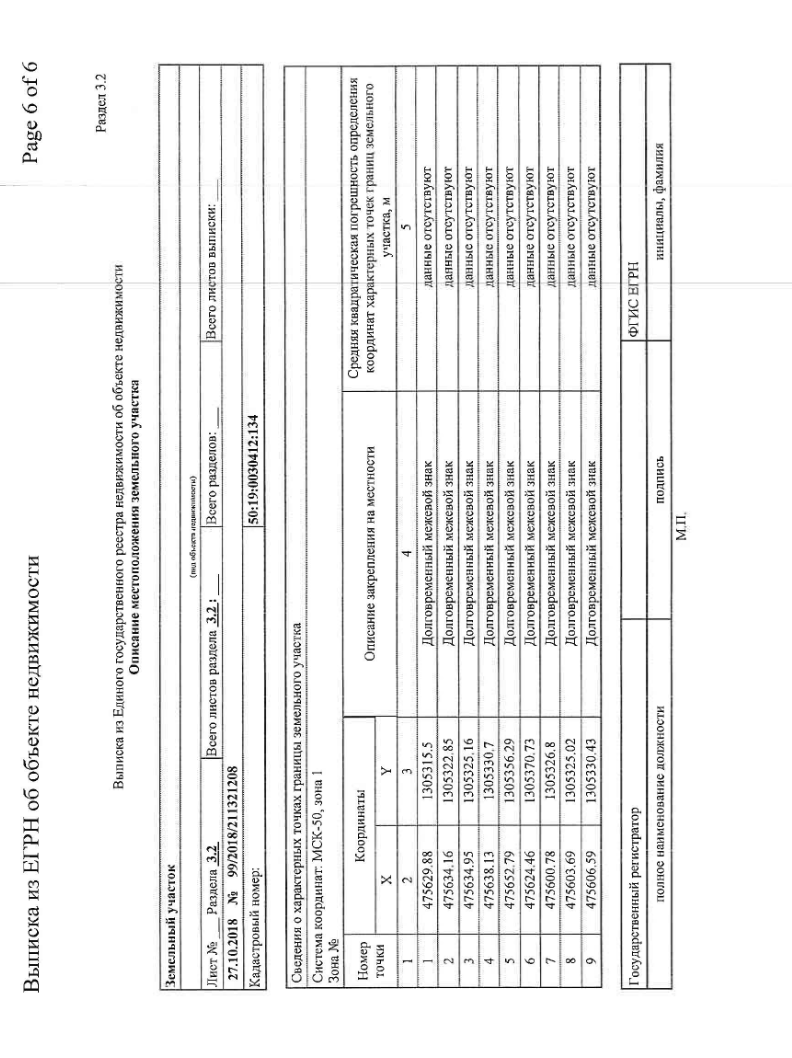 Выписка из ЕГРН об объекте недвижимости Page 6 of 6
Раздел 3.2
Выписка из Единого государственного реестра недвижимости об объекте недвижимости
Описание местоположения земельного участка
Земельный участок
(вид объекта недвижимости)
Лист № ___ Раздела 3.2 Всего листов раздела 3.2 : ___ Всего разделов: ___ Всего листов выписки: ___
27.10.2018 № 99/2018/211321208
Кадастровый номер: 50:19:0030412:134
Сведения о характерных точках границы земельного участка
Система координат: МСК-50, зона 1
Зона №
Номер точки Координаты Описание закрепления на местности Средняя квадратическая погрешность определения координат характерных точек границ земельного участка, м
X Y
1 2 3 4 5
1 475629.88 1305315.5 Долговременный межевой знак данные отсутствуют
2 475634.16 1305322.85 Долговременный межевой знак данные отсутствуют
3 475634.95 1305325.16 Долговременный межевой знак данные отсутствуют
4 475638.13 1305330.7 Долговременный межевой знак данные отсутствуют
5 475652.79 1305356.29 Долговременный межевой знак данные отсутствуют
6 475624.46 1305370.73 Долговременный межевой знак данные отсутствуют
7 475600.78 1305326.8 Долговременный межевой знак данные отсутствуют
8 475603.69 1305325.02 Долговременный межевой знак данные отсутствуют
9 475606.59 1305330.43 Долговременный межевой знак данные отсутствуют
Государственный регистратор ФГИС ЕГРН
полное наименование должности подпись инициалы, фамилия
М.П.